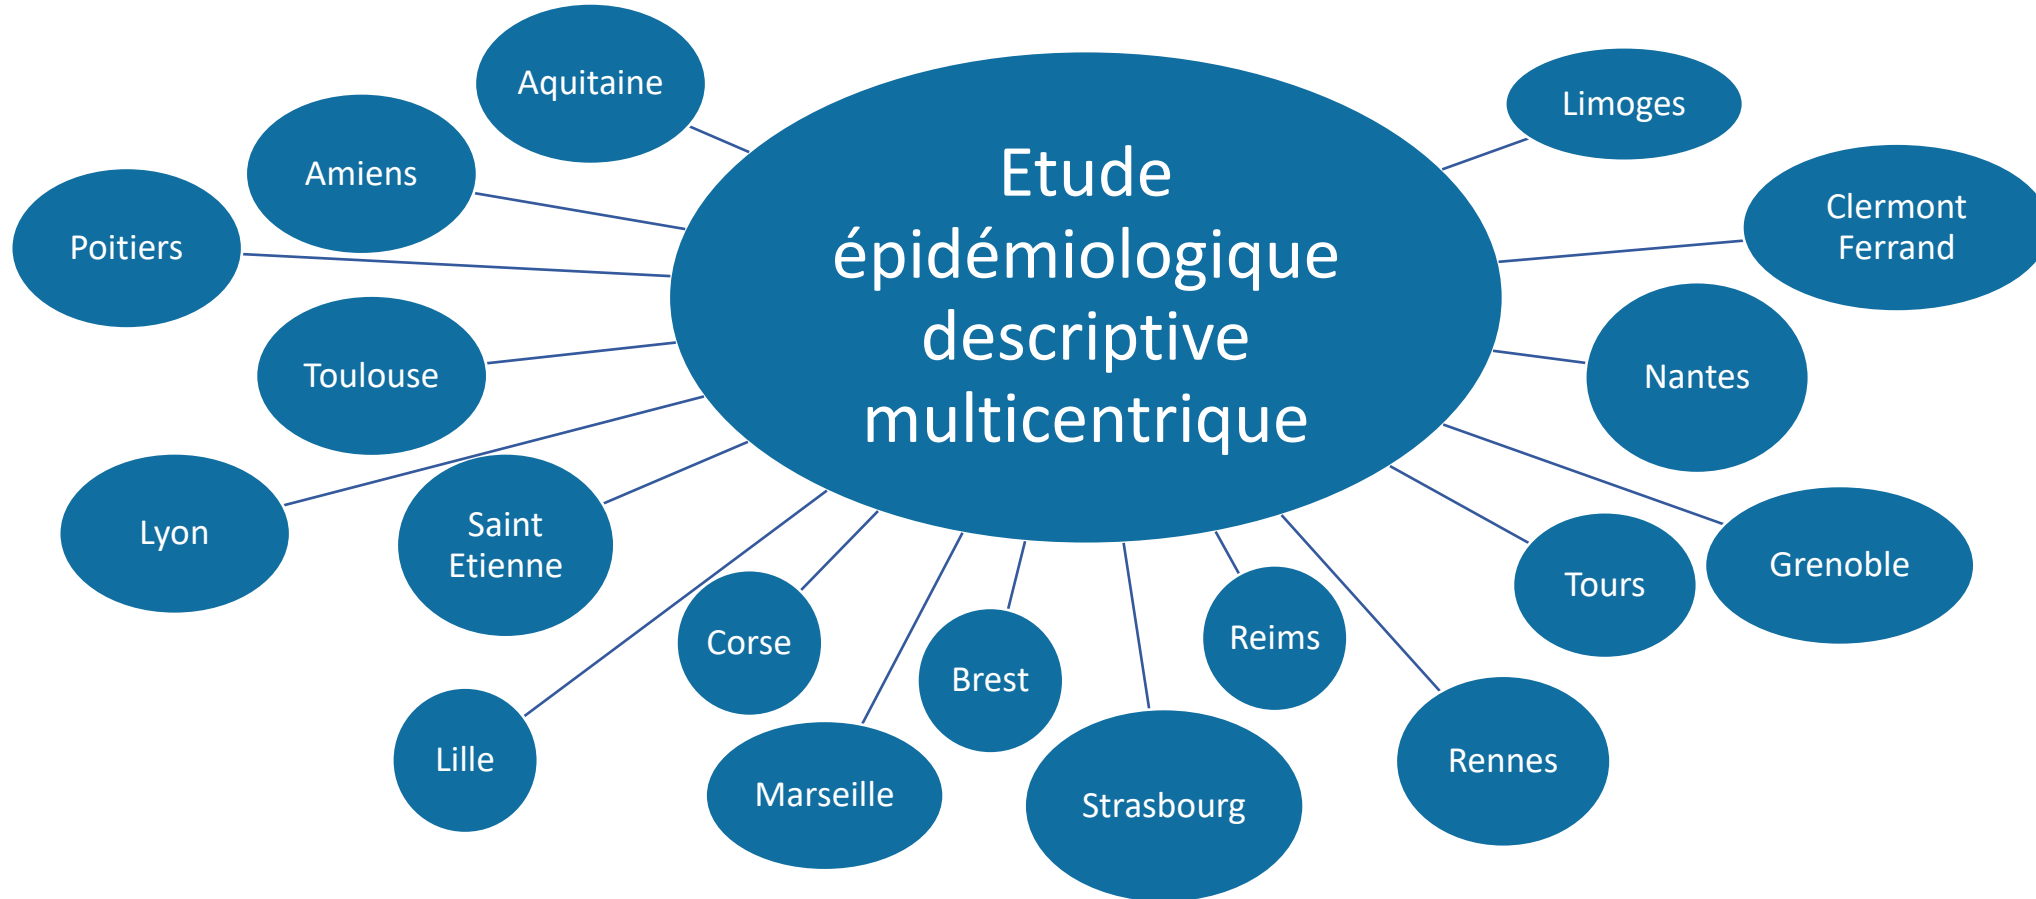 Aquitaine
Limoges
Amiens
Poitiers
Etude
épidémiologique
descriptive
multicentrique
Clermont
Ferrand
Toulouse
Nantes
Lyon
Saint
Etienne
Grenoble
Tours
Corse
Reims
Brest
Lille
Marseille
Strasbourg
Rennes